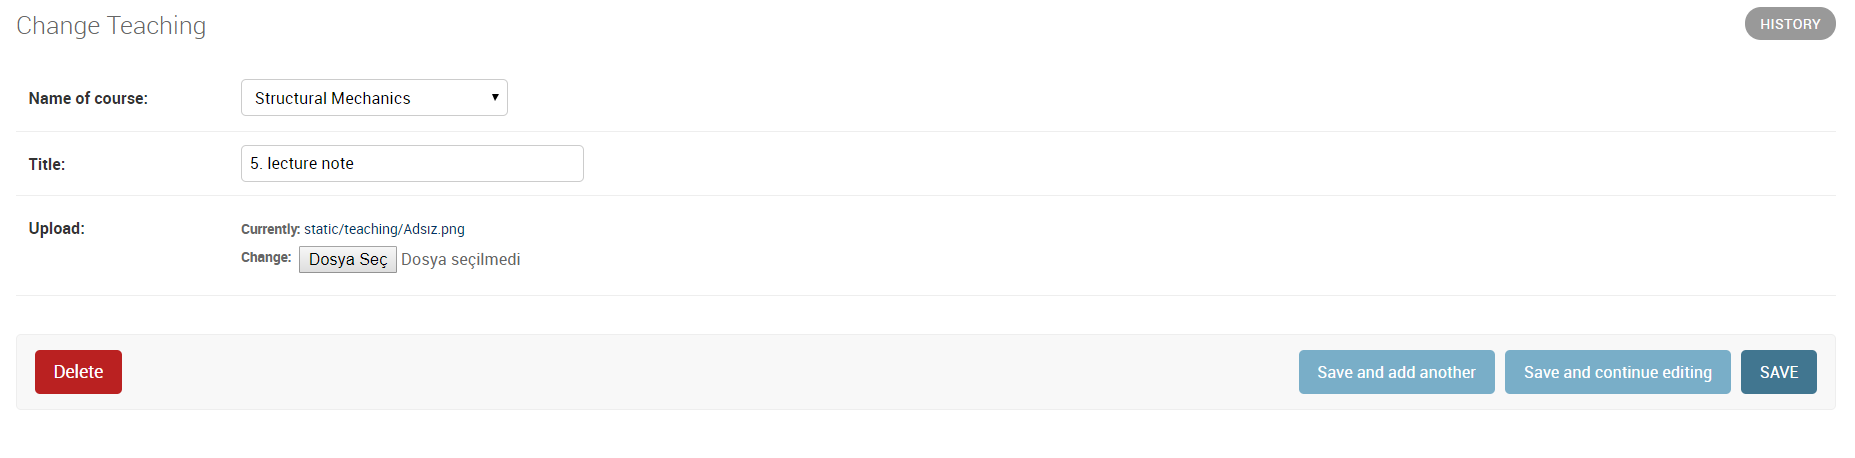 Change Teaching
HISTORY
Name of course: Structural Mechanics
Title: 5. lecture note
Upload: Currently: static/teaching/Adsız.png
Change: Dosya Seç Dosya seçilmedi
Delete Save and add another Save and continue editing SAVE